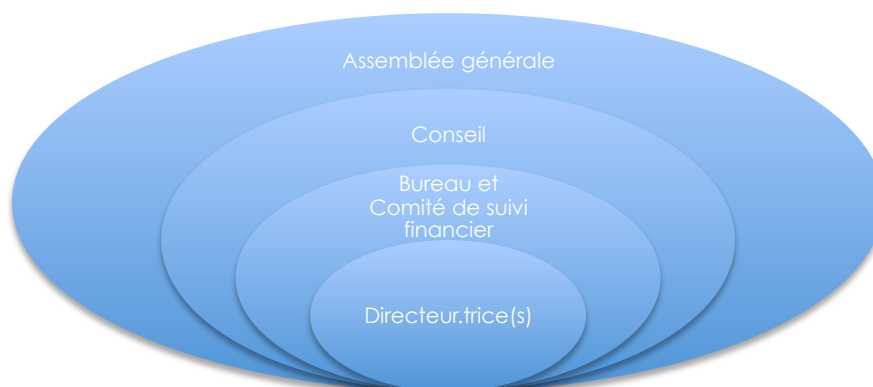 Assemblée générale
Conseil
Bureau et
Comité de suivi
financier
Directeur.trice(s)